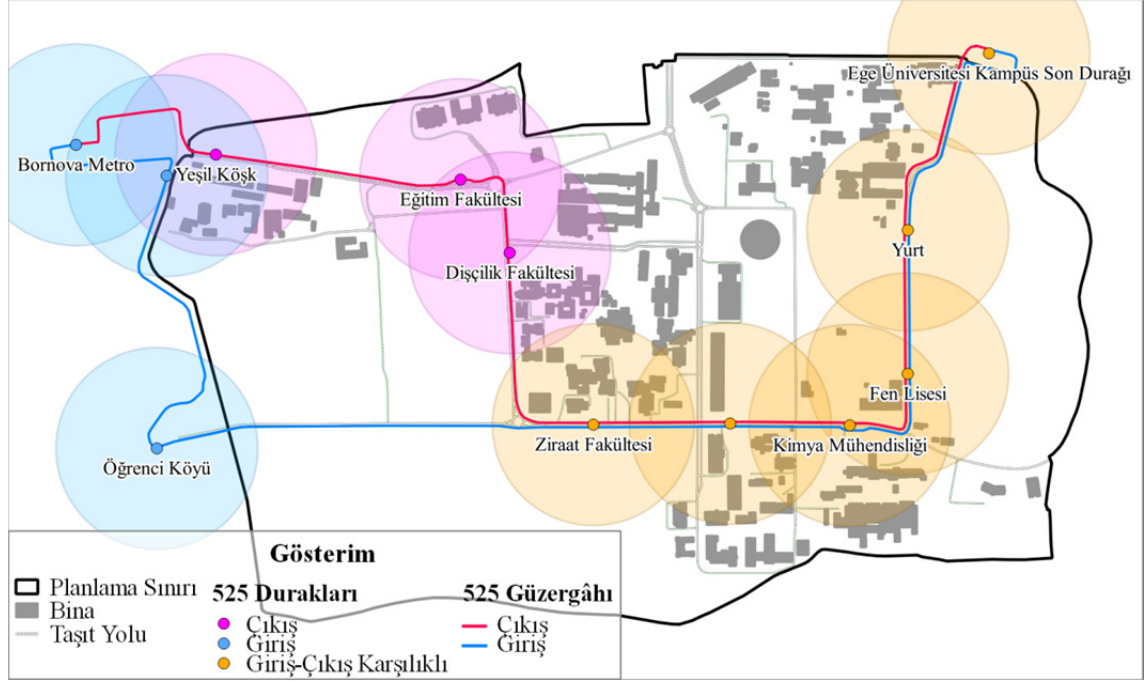 Ege Üniversitesi Kampüs Son Durağı
Bornova Metro
Yeşil Köşk
Eğitim Fakültesi
Yurt
Dişçilik Fakültesi
Fen Lisesi
Ziraat Fakültesi
Kimya Mühendisliği
Öğrenci Köyü
Gösterim
Planlama Sınırı
Bina
Taşıt Yolu
525 Durakları
Çıkış
Giriş
Giriş-Çıkış Karşılıklı
525 Güzergâhı
Çıkış
Giriş